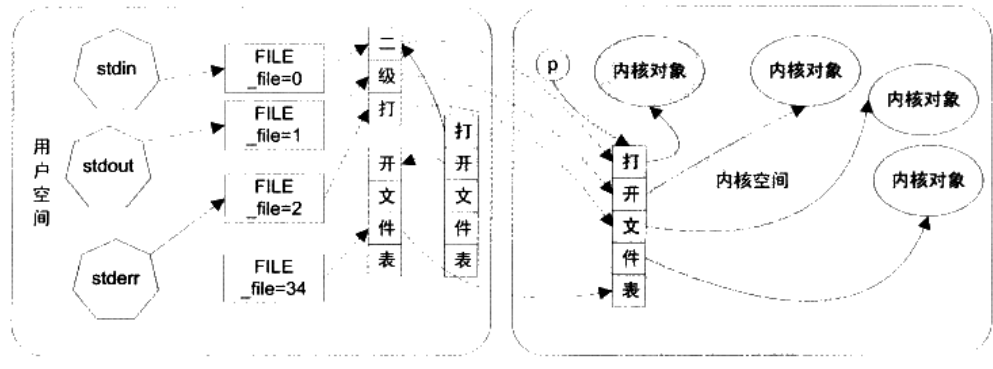 用户空间
stdin
stdout
stderr
FILE
_file=0
FILE
_file=1
FILE
_file=2
FILE
_file=34
二级打开文件表
打开文件表
p
内核对象
内核对象
内核对象
内核对象
内核空间
打开文件表